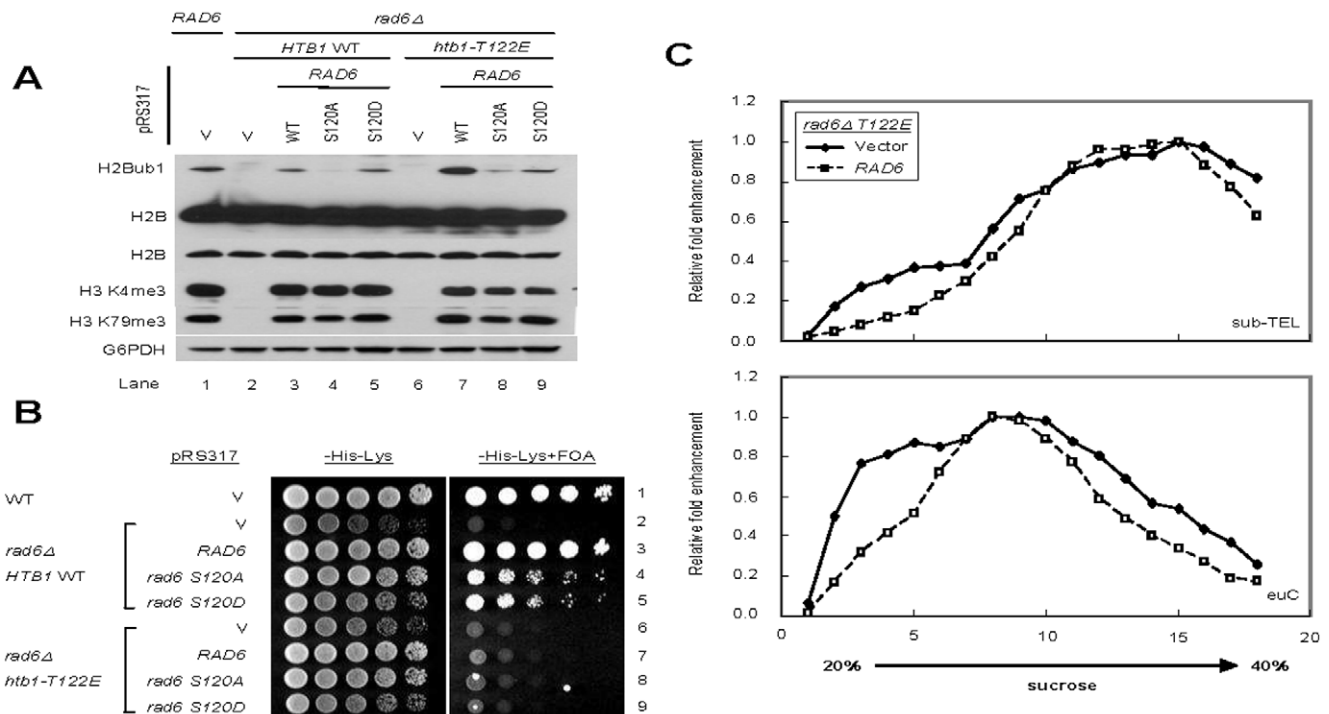 A
RAD6 rad6Δ
HTB1 WT htb1-T122E
RAD6 RAD6
pRS317
V V WT S120A S120D V WT S120A S120D
H2Bub1
H2B
H2B
H3 K4me3
H3 K79me3
G6PDH
Lane 1 2 3 4 5 6 7 8 9
B
pRS317 -His-Lys -His-Lys+FOA
WT V 1
V 2
rad6Δ RAD6 3
HTB1 WT rad6 S120A 4
rad6 S120D 5
V 6
rad6Δ RAD6 7
htb1-T122E rad6 S120A 8
rad6 S120D 9
C
Relative fold enhancement
1.2
1.0
0.8
0.6
0.4
0.2
0.0
rad6Δ T122E
Vector
RAD6
sub-TEL
Relative fold enhancement
1.2
1.0
0.8
0.6
0.4
0.2
0.0
euC
0 5 10 15 20
20% 40%
sucrose